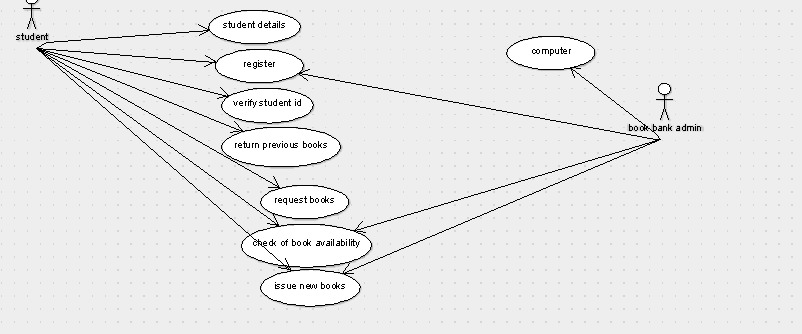 student details
student
computer
register
verify student id
book bank admin
return previous books
request books
check of book availability
issue new books